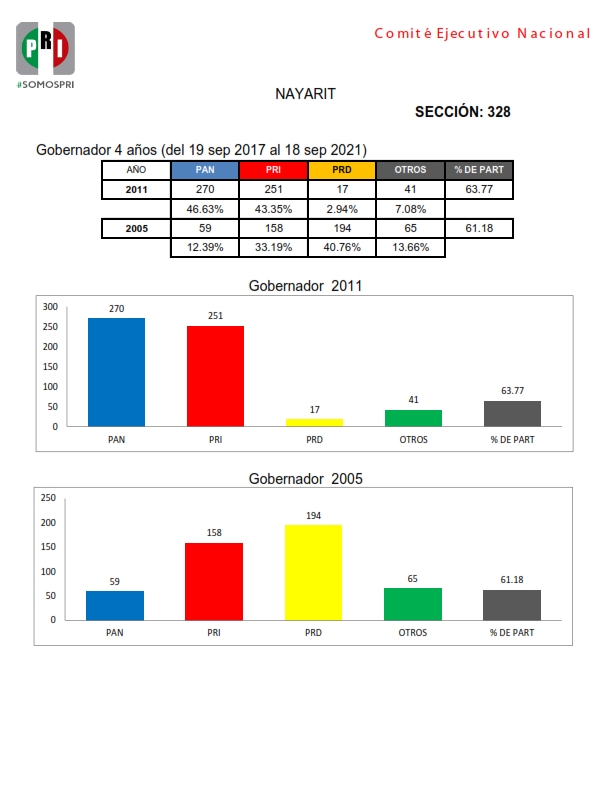 Comité Ejecutivo Nacional
PRI
#SOMOSPRI
NAYARIT
SECCIÓN: 328
Gobernador 4 años (del 19 sep 2017 al 18 sep 2021)
AÑO PAN PRI PRD OTROS % DE PART
2011 270 251 17 41 63.77
46.63% 43.35% 2.94% 7.08%
2005 59 158 194 65 61.18
12.39% 33.19% 40.76% 13.66%
Gobernador 2011
300
250
200
150
100
50
0
270
251
17
41
63.77
PAN PRI PRD OTROS % DE PART
Gobernador 2005
250
200
150
100
50
0
59
158
194
65
61.18
PAN PRI PRD OTROS % DE PART